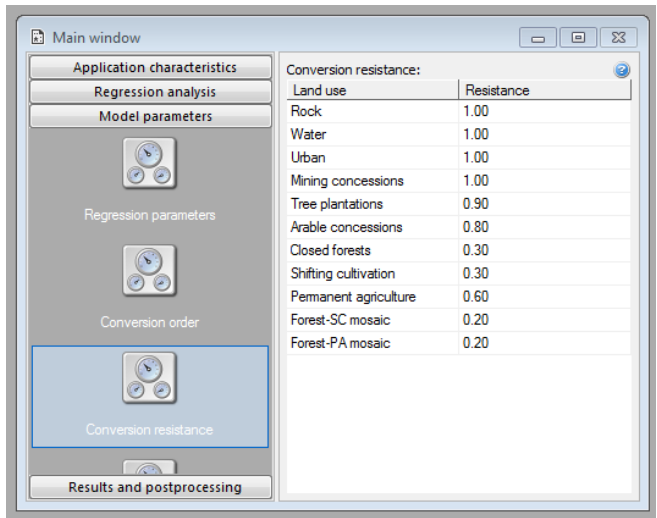 Main window
Application characteristics
Regression analysis
Model parameters
Regression parameters
Conversion order
Conversion resistance
Results and postprocessing
Conversion resistance:
Land use Resistance
Rock 1.00
Water 1.00
Urban 1.00
Mining concessions 1.00
Tree plantations 0.90
Arable concessions 0.80
Closed forests 0.30
Shifting cultivation 0.30
Permanent agriculture 0.60
Forest-SC mosaic 0.20
Forest-PA mosaic 0.20